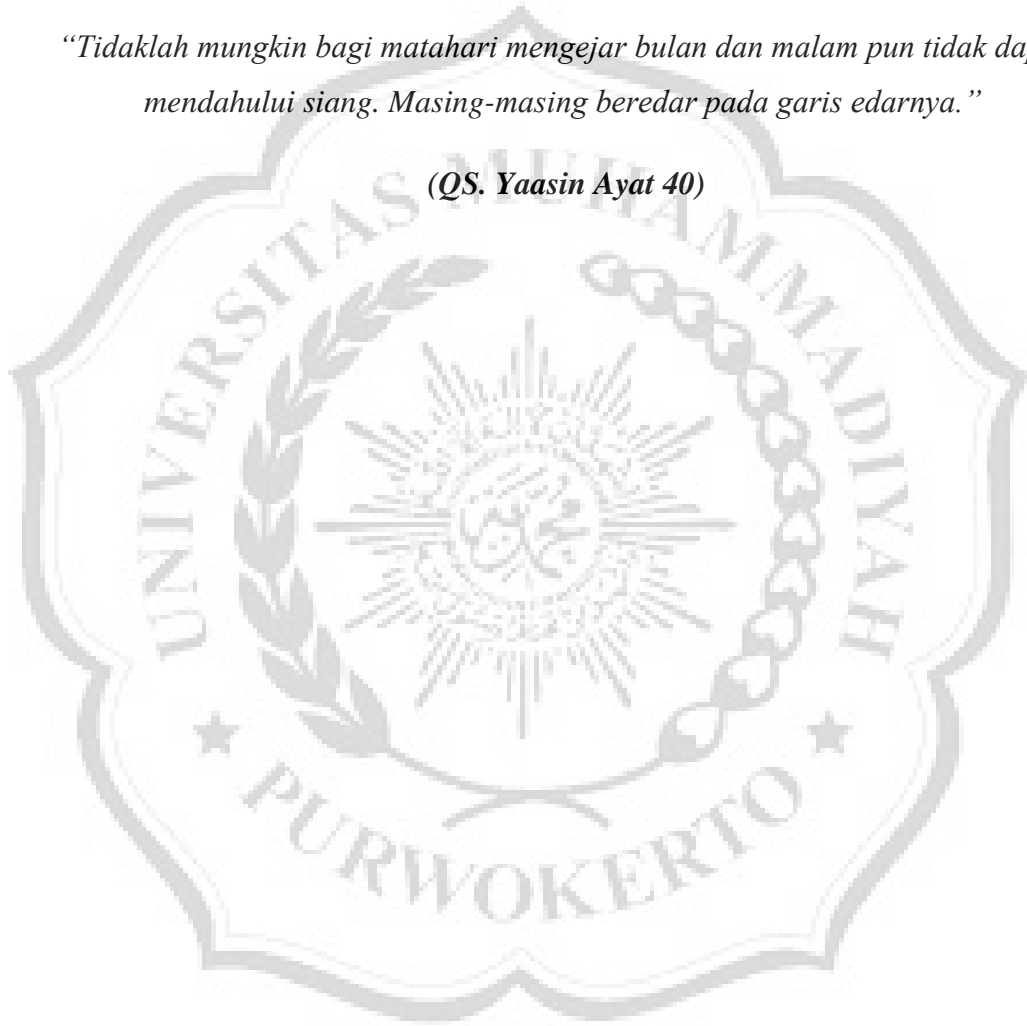 “Tidaklah mungkin bagi matahari mengejar bulan dan malam pun tidak
mendahului siang. Masing-masing beredar pada garis edarnya.”
(QS. Yaasin Ayat 40)
UNIVERSITAS MUHAMMADIYAH
PURWOKERTO